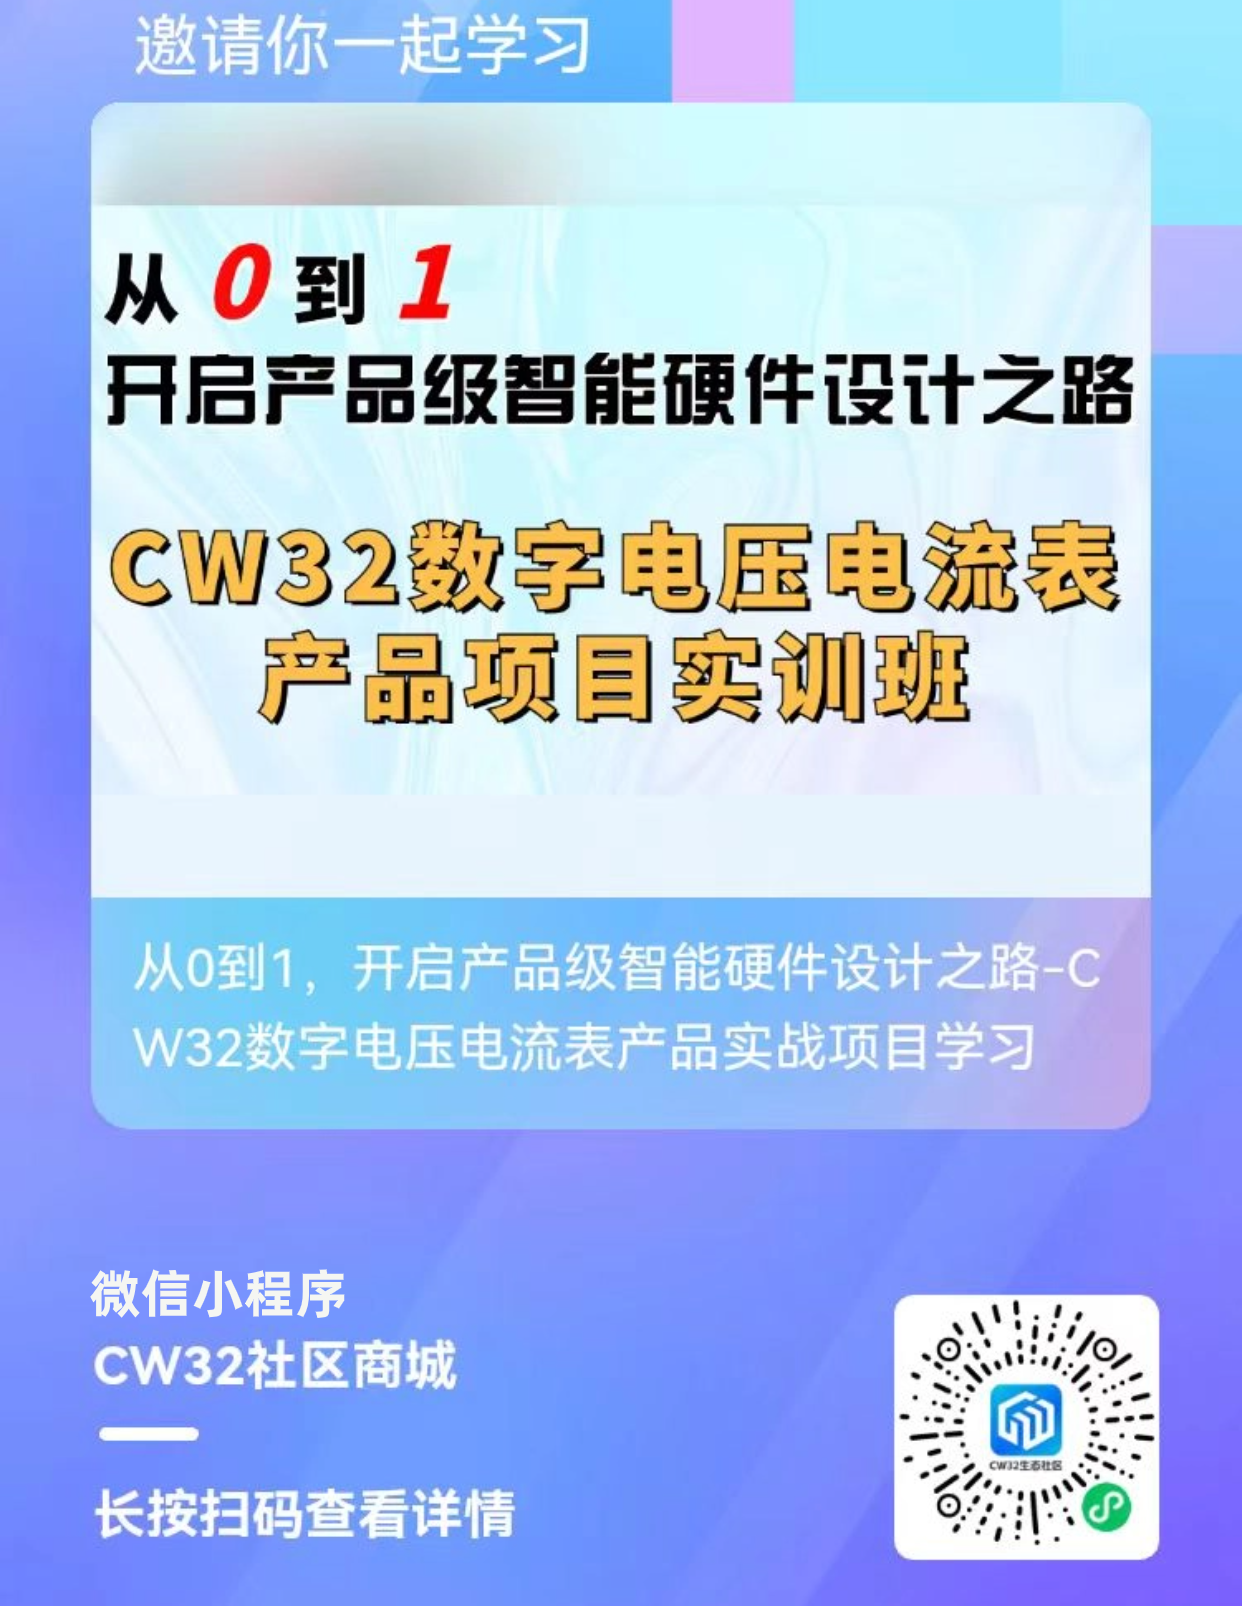 邀请你一起学习
从 0 到 1
开启产品级智能硬件设计之路
CW32数字电压电流表
产品项目实训班
从0到1，开启产品级智能硬件设计之路-C
W32数字电压电流表产品实战项目学习
微信小程序
CW32社区商城
长按扫码查看详情
CW32生态社区